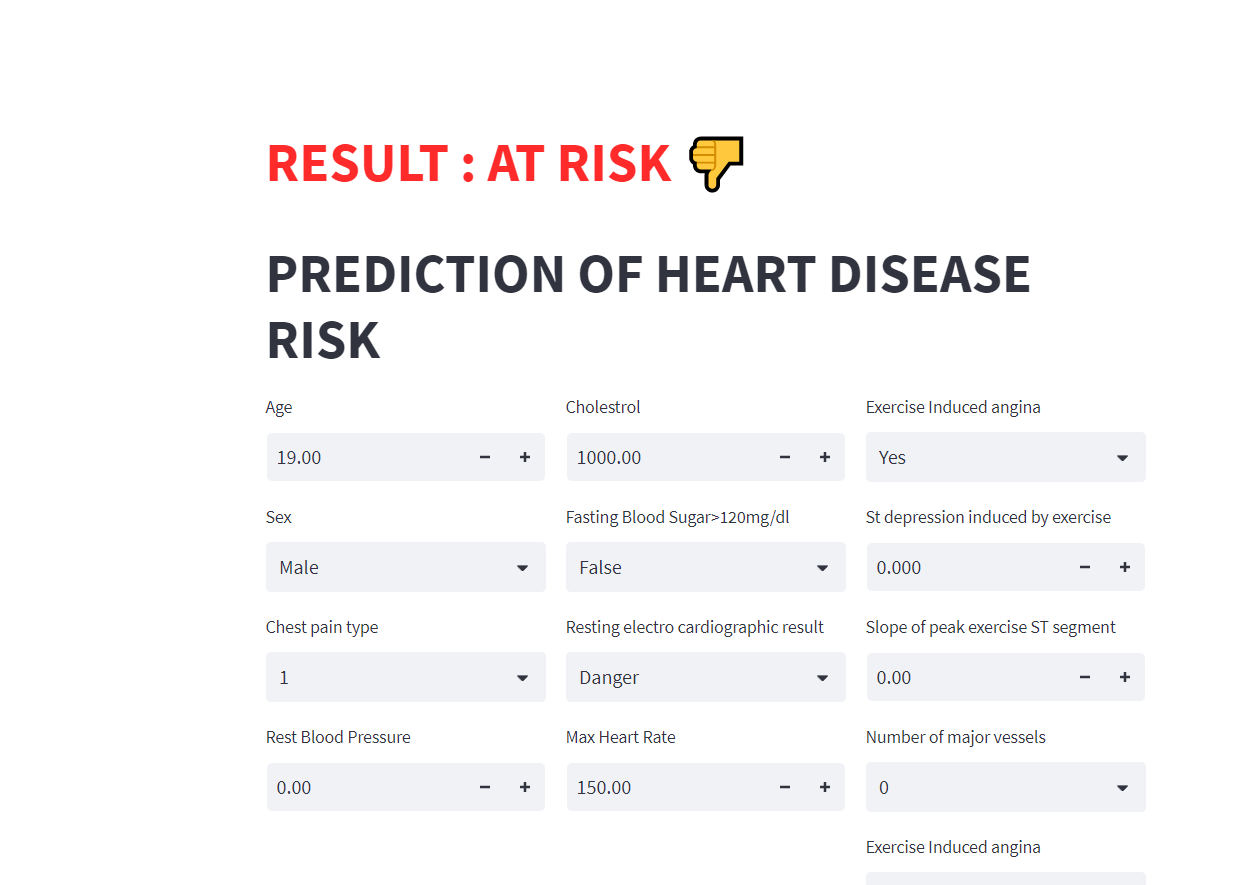 RESULT : AT RISK 👎
PREDICTION OF HEART DISEASE
RISK
Age
19.00
Sex
Male
Chest pain type
1
Rest Blood Pressure
0.00
Cholestrol
1000.00
Fasting Blood Sugar>120mg/dl
False
Resting electro cardiographic result
Danger
Max Heart Rate
150.00
Exercise Induced angina
Yes
St depression induced by exercise
0.000
Slope of peak exercise ST segment
0.00
Number of major vessels
0
Exercise Induced angina